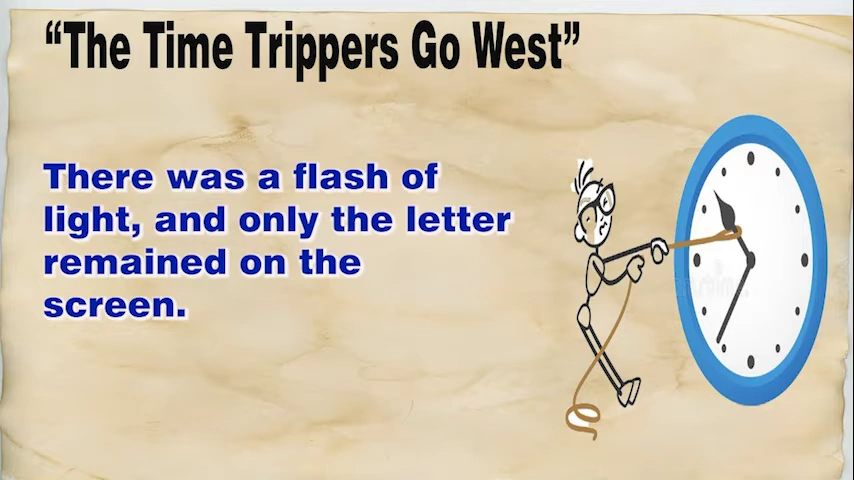 “The Time Trippers Go West”
There was a flash of
light, and only the letter
remained on the
screen.